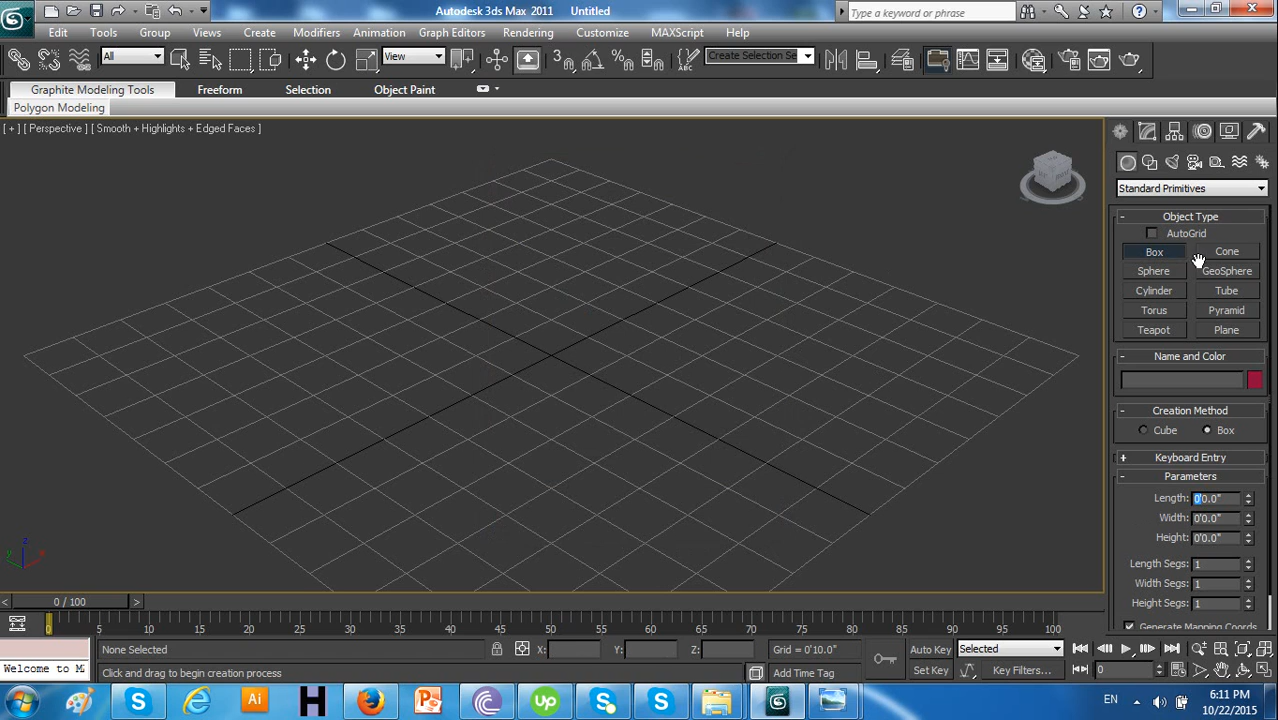 Autodesk 3ds Max 2011 Untitled
Type a keyword or phrase
Edit Tools Group Views Create Modifiers Animation Graph Editors Rendering Customize MAXScript Help
All View Create Selection Se
Graphite Modeling Tools Freeform Selection Object Paint
Polygon Modeling
[ + ] [ Perspective ] [ Smooth + Highlights + Edged Faces ]
Standard Primitives
- Object Type
AutoGrid
Box Cone
Sphere GeoSphere
Cylinder Tube
Torus Pyramid
Teapot Plane
- Name and Color
- Creation Method
Cube Box
+ Keyboard Entry
- Parameters
Length: 0'0.0"
Width: 0'0.0"
Height: 0'0.0"
Length Segs: 1
Width Segs: 1
Height Segs: 1
Generate Mapping Coords.
z
y x
< 0 / 100 >
0 5 10 15 20 25 30 35 40 45 50 55 60 65 70 75 80 85 90 95 100
None Selected X: Y: Z: Grid = 0'10.0" Auto Key Selected
Welcome to M Click and drag to begin creation process Add Time Tag Set Key Key Filters... 0
S Ai H P S Up S S
EN 6:11 PM
10/22/2015